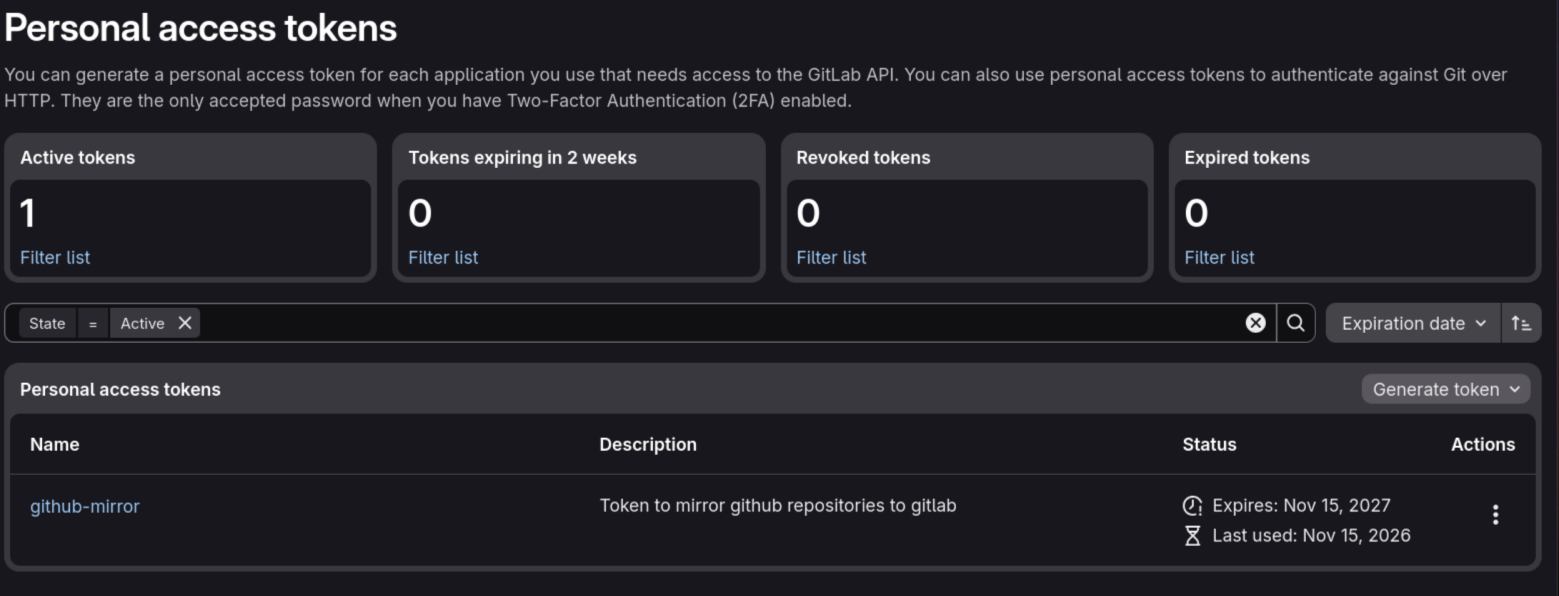 Personal access tokens
You can generate a personal access token for each application you use that needs access to the GitLab API. You can also use personal access tokens to authenticate against Git over
HTTP. They are the only accepted password when you have Two-Factor Authentication (2FA) enabled.
Active tokens
1
Filter list
Tokens expiring in 2 weeks
0
Filter list
Revoked tokens
0
Filter list
Expired tokens
0
Filter list
State = Active
Expiration date
Personal access tokens
Generate token
Name Description Status Actions
github-mirror Token to mirror github repositories to gitlab Expires: Nov 15, 2027
Last used: Nov 15, 2026